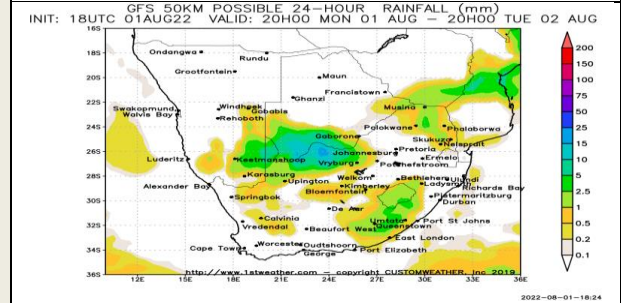 GFS 50KM POSSIBLE 24-HOUR RAINFALL (mm)
INIT: 18UTC 01AUG22 VALID: 20H00 MON 01 AUG – 20H00 TUE 02 AUG
16S
Ondangwa
Rundu
18S
Grootfontein
20S
Maun
Francistown
22S
Ghanzi
Swakopmund
Windhoek
Gobabis
Musina
Walvis Bay
Rehoboth
24S
Polokwane
Phalaborwa
Gaborone
Skukuza
26S
Johannesburg
Pretoria
Nelspruit
Luderitz
Keetmanshoop
Vryburg
Potchefstroom
Ermelo
28S
Karasburg
Upington
Welkom
Bethlehem
Ulundi
Alexander Bay
Kimberley
Ladysmith
Richards Bay
Bloemfontein
30S
Springbok
Pietermaritzburg
Durban
De Aar
Calvinia
Umtata
Port St Johns
32S
Vredendal
Beaufort West
Queenstown
East London
34S
Cape Town
Worcester
Oudtshoorn
Port Elizabeth
George
36S
http://www.1stweather.com – copyright CUSTOMWEATHER, Inc 2019
12E 15E 18E 21E 24E 27E 30E 33E 36E
200
150
100
75
50
25
15
10
5
2.5
1
0.5
0.2
0.1
2022-08-01-18:24